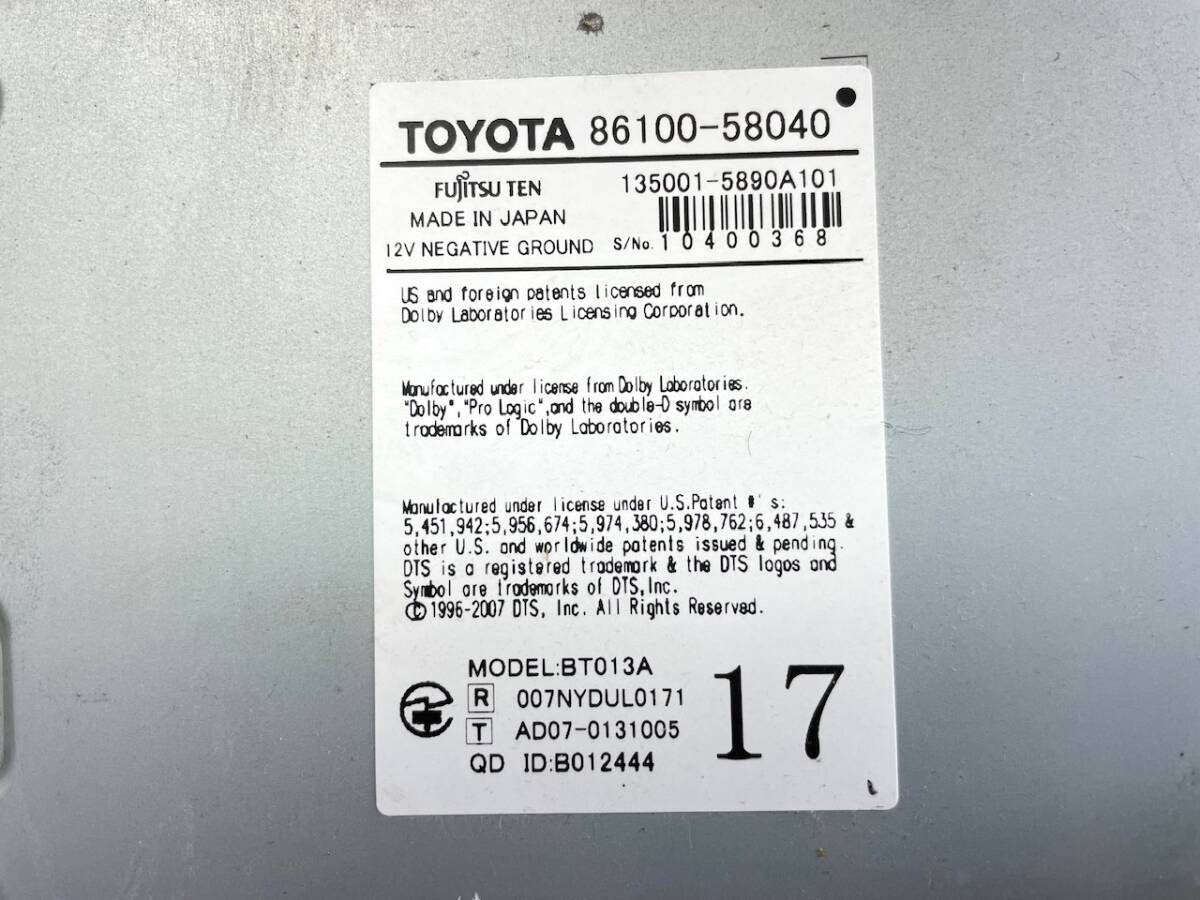 TOYOTA 86100-58040
FUJITSU TEN 135001-5890A101
MADE IN JAPAN
12V NEGATIVE GROUND S/No. 10400368
US and foreign patents licensed from
Dolby Laboratories Licensing Corporation.
Manufactured under license from Dolby Laboratories.
"Dolby","Pro Logic",and the double-D symbol are
trademarks of Dolby Laboratories.
Manufactured under license under U.S.Patent #' s:
5,451,942;5,956,674;5,974,380;5,978,762;6,487,535 &
other U.S. and worldwide patents issued & pending.
DTS is a registered trademark & the DTS logos and
Symbol are trademarks of DTS,Inc.
© 1996-2007 DTS, Inc. All Rights Reserved.
MODEL:BT013A
R 007NYDUL0171
T AD07-0131005
QD ID:B012444
17